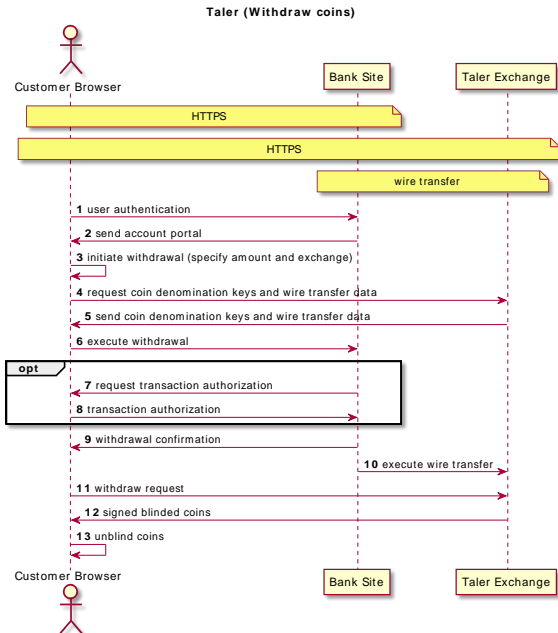 Taler (Withdraw coins)
Customer Browser
Bank Site
Taler Exchange
HTTPS
HTTPS
wire transfer
1 user authentication
2 send account portal
3 initiate withdrawal (specify amount and exchange)
4 request coin denomination keys and wire transfer data
5 send coin denomination keys and wire transfer data
6 execute withdrawal
opt
7 request transaction authorization
8 transaction authorization
9 withdrawal confirmation
10 execute wire transfer
11 withdraw request
12 signed blinded coins
13 unblind coins
Customer Browser
Bank Site
Taler Exchange